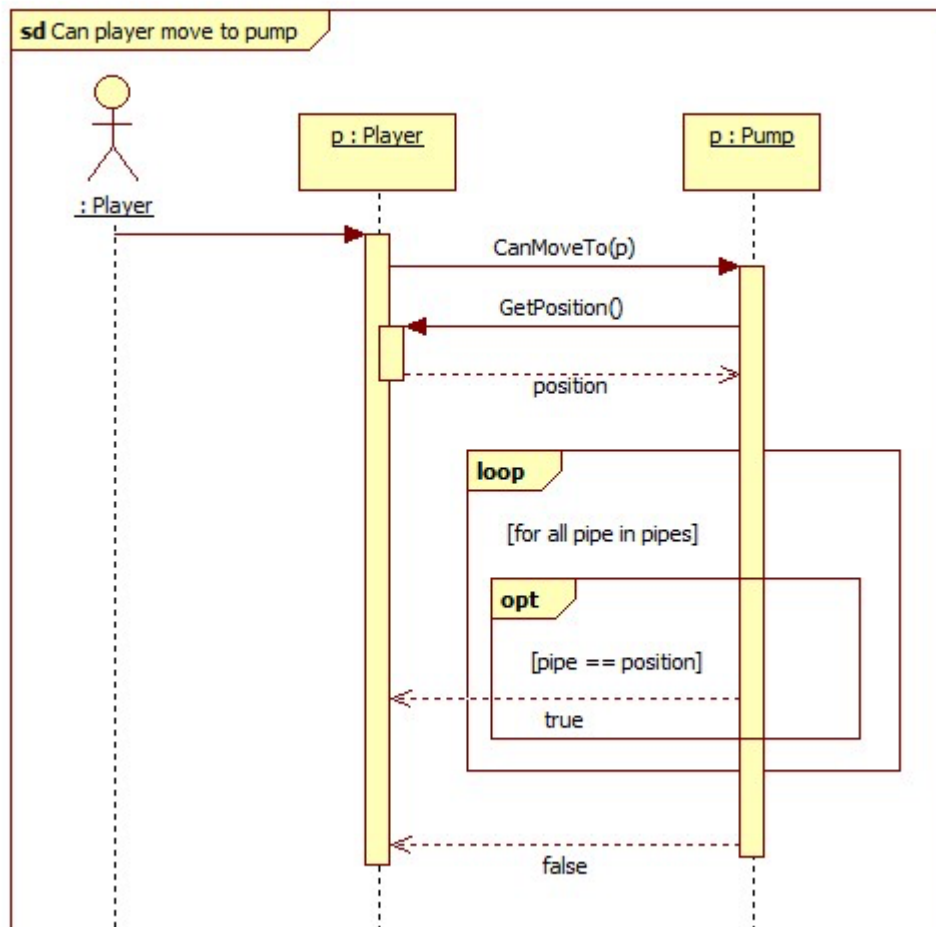 sd Can player move to pump
p : Player
p : Pump
: Player
CanMoveTo(p)
GetPosition()
position
loop
[for all pipe in pipes]
opt
[pipe == position]
true
false